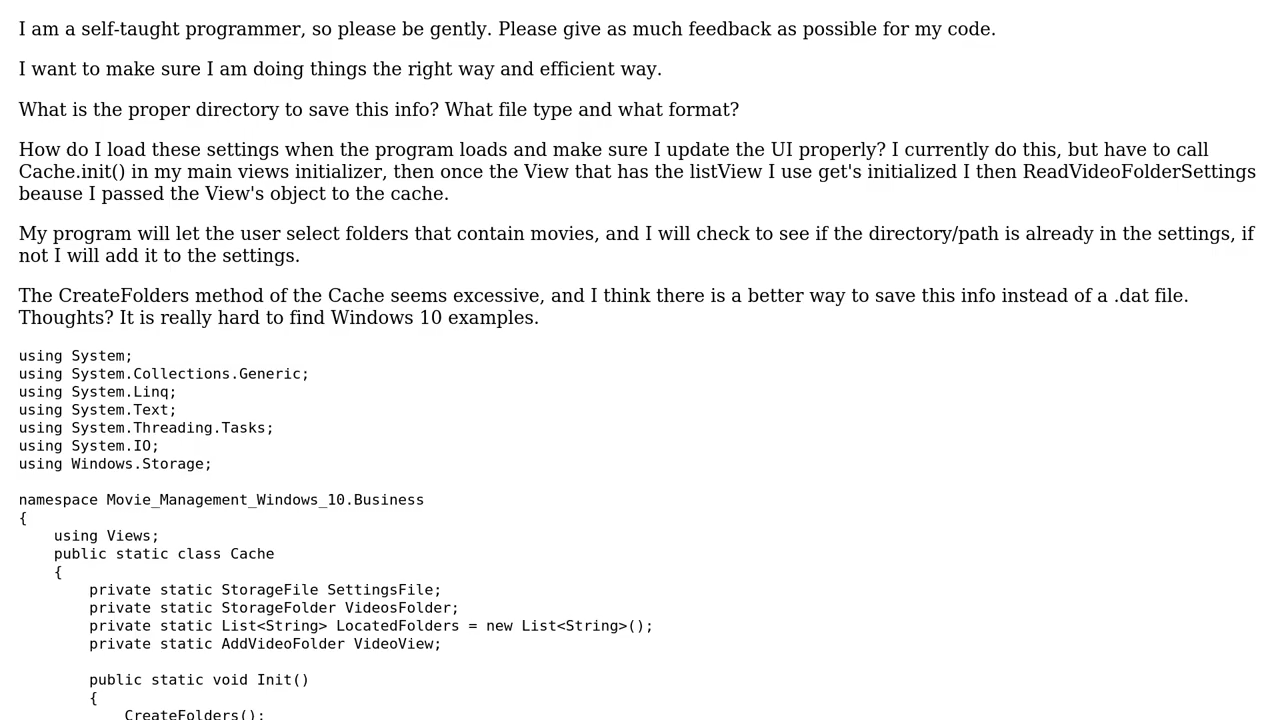 I am a self-taught programmer, so please be gently. Please give as much feedback as possible for my code.
I want to make sure I am doing things the right way and efficient way.
What is the proper directory to save this info? What file type and what format?
How do I load these settings when the program loads and make sure I update the UI properly? I currently do this, but have to call
Cache.init() in my main views initializer, then once the View that has the listView I use get's initialized I then ReadVideoFolderSettings
beause I passed the View's object to the cache.
My program will let the user select folders that contain movies, and I will check to see if the directory/path is already in the settings, if
not I will add it to the settings.
The CreateFolders method of the Cache seems excessive, and I think there is a better way to save this info instead of a .dat file.
Thoughts? It is really hard to find Windows 10 examples.
using System;
using System.Collections.Generic;
using System.Linq;
using System.Text;
using System.Threading.Tasks;
using System.IO;
using Windows.Storage;
namespace Movie_Management_Windows_10.Business
{
    using Views;
    public static class Cache
    {
        private static StorageFile SettingsFile;
        private static StorageFolder VideosFolder;
        private static List<String> LocatedFolders = new List<String>();
        private static AddVideoFolder VideoView;
        public static void Init()
        {
            CreateFolders();